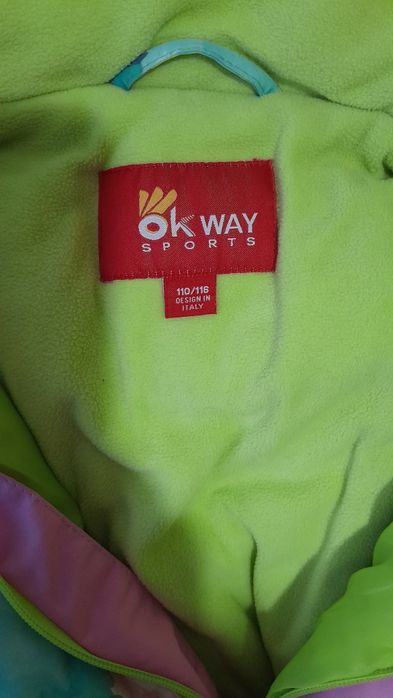 ok WAY
SPORTS
110/116
DESIGN IN
ITALY